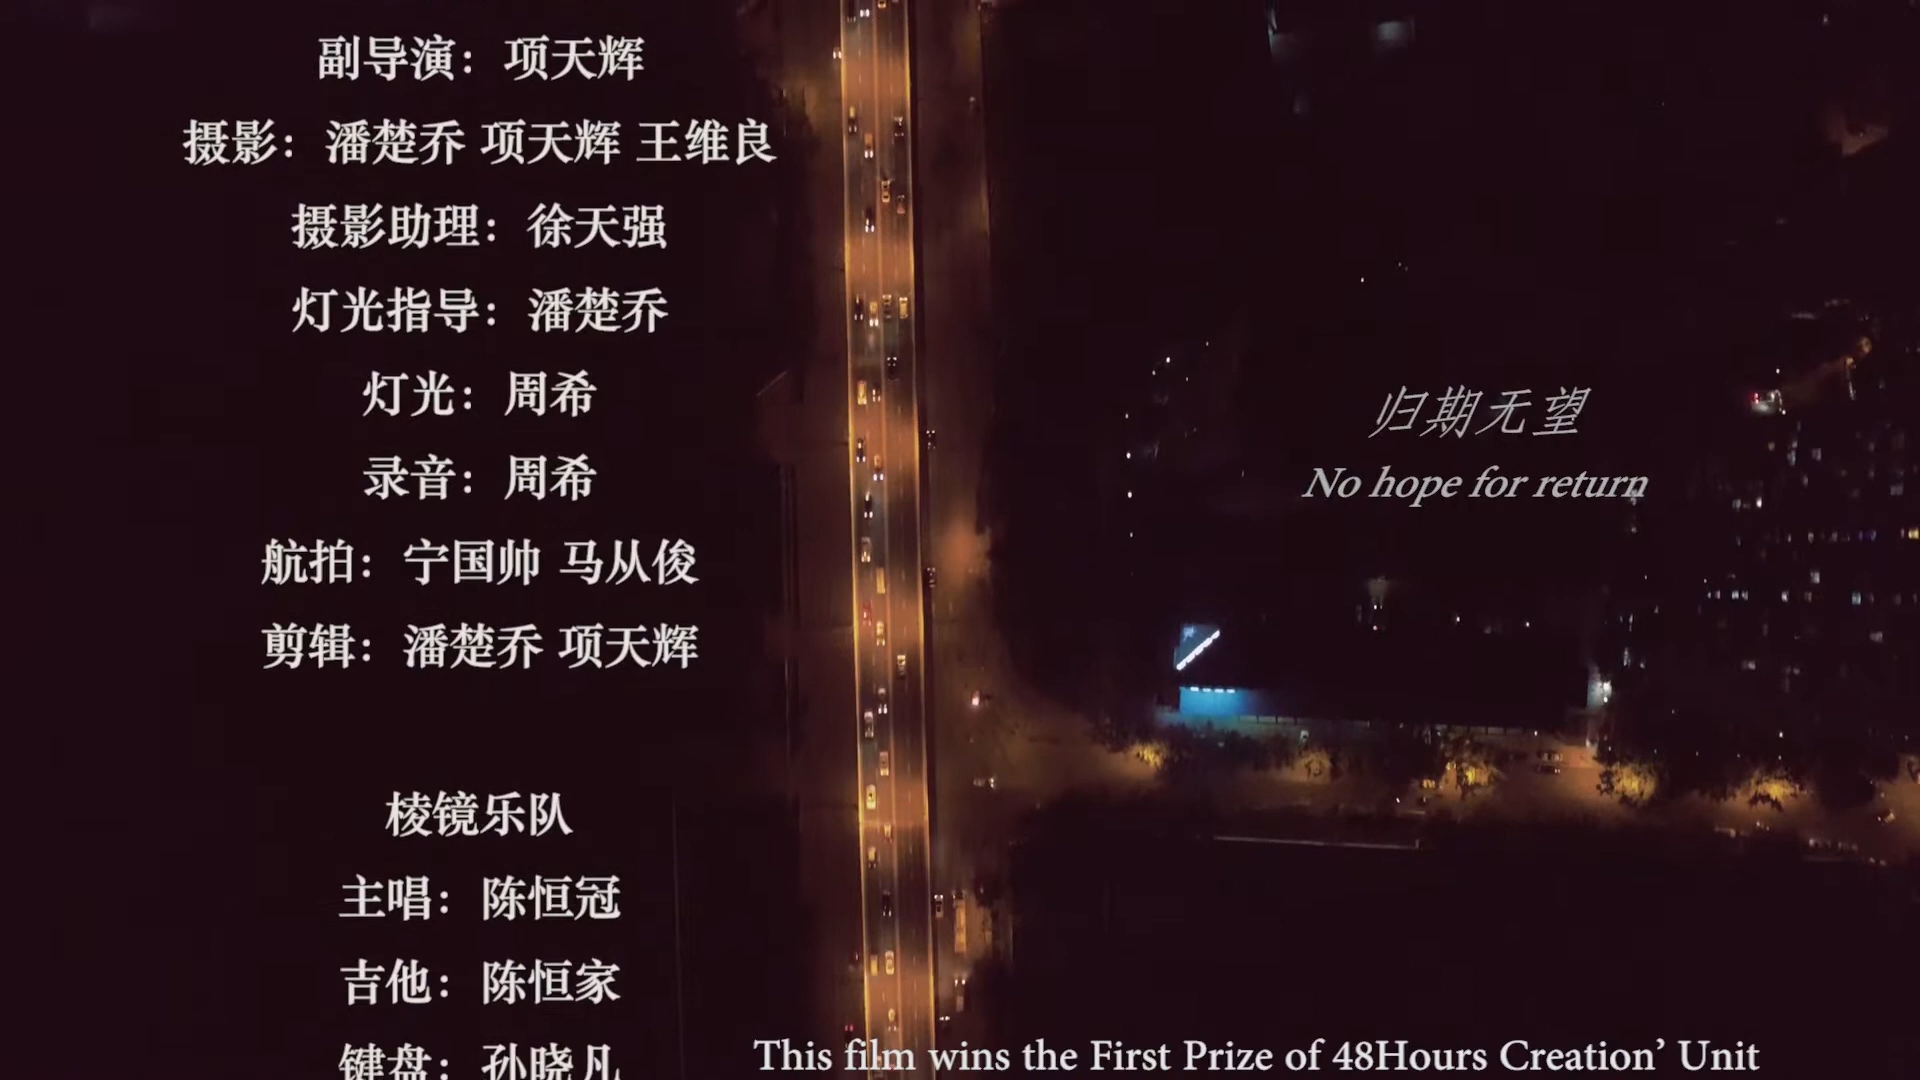 副导演：项天辉
摄影：潘楚乔 项天辉 王维良
摄影助理：徐天强
灯光指导：潘楚乔
灯光：周希
录音：周希
航拍：宁国帅 马从俊
剪辑：潘楚乔 项天辉
棱镜乐队
主唱：陈恒冠
吉他：陈恒家
键盘：孙晓凡
归期无望
No hope for return
This film wins the First Prize of 48Hours Creation’ Unit